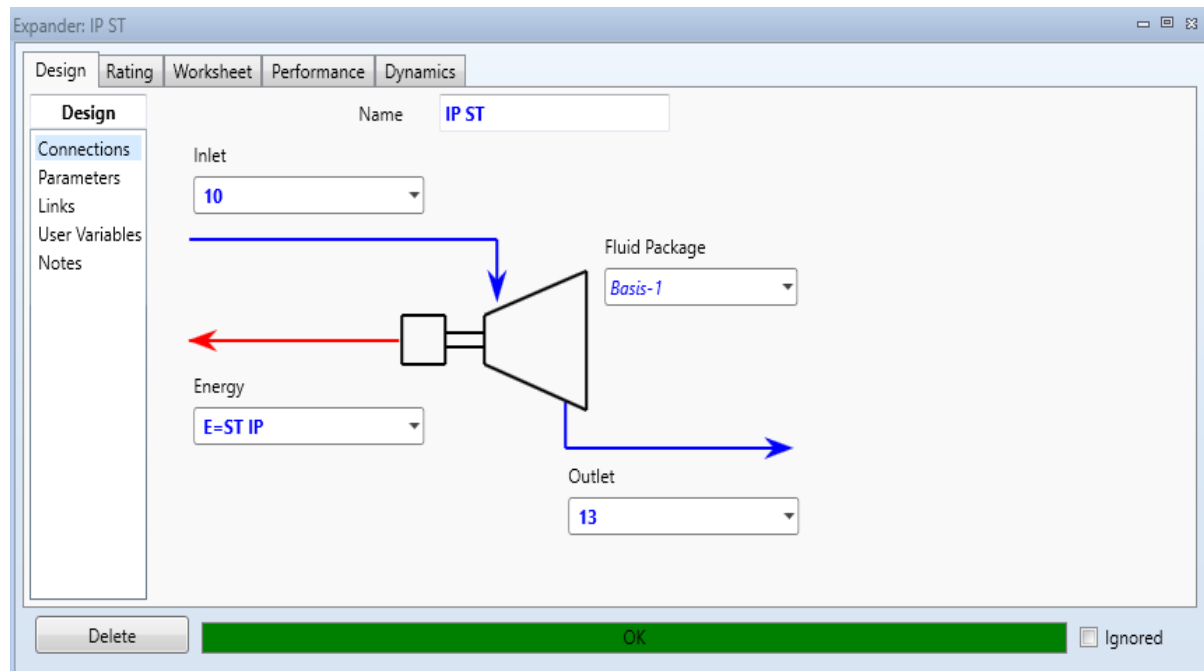 Expander: IP ST
Design Rating Worksheet Performance Dynamics
Design
Connections
Parameters
Links
User Variables
Notes
Name IP ST
Inlet
10
Fluid Package
Basis-1
Energy
E=ST IP
Outlet
13
Delete OK Ignored